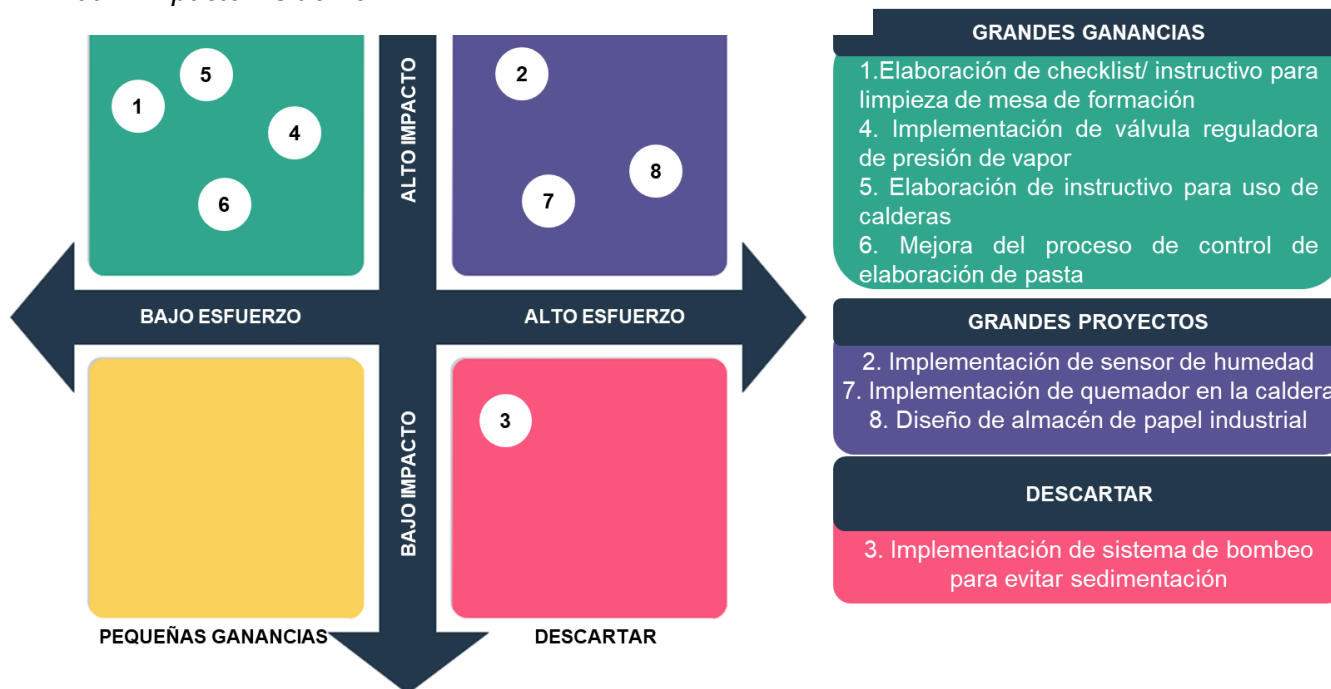 5
1
4
6
ALTO IMPACTO
2
8
7
BAJO ESFUERZO
ALTO ESFUERZO
BAJO IMPACTO
3
PEQUEÑAS GANANCIAS
DESCARTAR
GRANDES GANANCIAS
1.Elaboración de checklist/ instructivo para
limpieza de mesa de formación
4. Implementación de válvula reguladora
de presión de vapor
5. Elaboración de instructivo para uso de
calderas
6. Mejora del proceso de control de
elaboración de pasta
GRANDES PROYECTOS
2. Implementación de sensor de humedad
7. Implementación de quemador en la caldera
8. Diseño de almacén de papel industrial
DESCARTAR
3. Implementación de sistema de bombeo
para evitar sedimentación